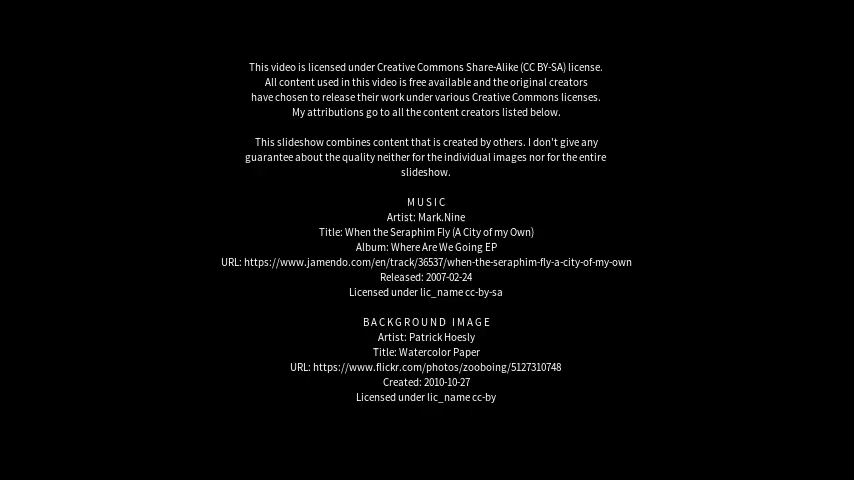 This video is licensed under Creative Commons Share-Alike (CC BY-SA) license.
All content used in this video is free available and the original creators
have chosen to release their work under various Creative Commons licenses.
My attributions go to all the content creators listed below.
This slideshow combines content that is created by others. I don't give any
guarantee about the quality neither for the individual images nor for the entire
slideshow.
MUSIC
Artist: Mark.Nine
Title: When the Seraphim Fly (A City of my Own)
Album: Where Are We Going EP
URL: https://www.jamendo.com/en/track/36537/when-the-seraphim-fly-a-city-of-my-own
Released: 2007-02-24
Licensed under lic_name cc-by-sa
BACKGROUND IMAGE
Artist: Patrick Hoesly
Title: Watercolor Paper
URL: https://www.flickr.com/photos/zooboing/5127310748
Created: 2010-10-27
Licensed under lic_name cc-by